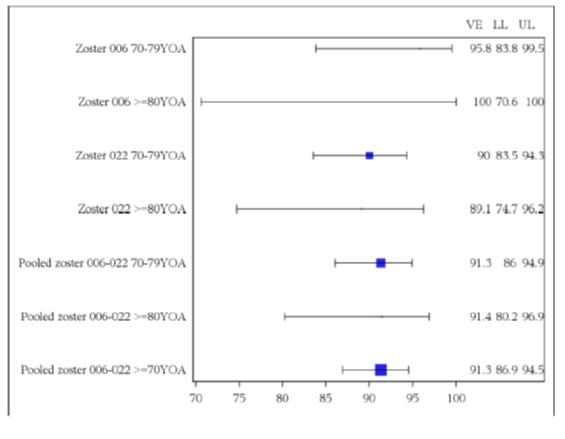 VE LL UL
Zoster 006 70-79YOA 95.8 83.8 99.5
Zoster 006 >=80YOA 100 70.6 100
Zoster 022 70-79YOA 90 83.5 94.3
Zoster 022 >=80YOA 89.1 74.7 96.2
Pooled zoster 006-022 70-79YOA 91.3 86 94.9
Pooled zoster 006-022 >=80YOA 91.4 80.2 96.9
Pooled zoster 006-022 >=70YOA 91.3 86.9 94.5
70 75 80 85 90 95 100